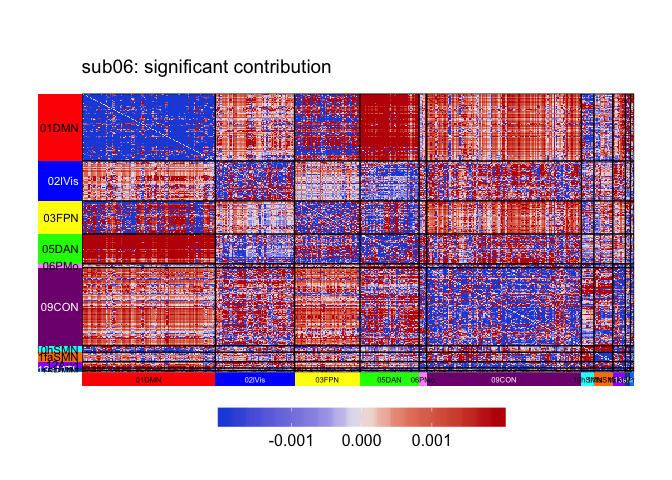 sub06: significant contribution
01DMN
02lVis
03FPN
05DAN
06PMo
09CON
01DMN
02lVis
03FPN
05DAN
06PMo
09CON
-0.001
0.000
0.001